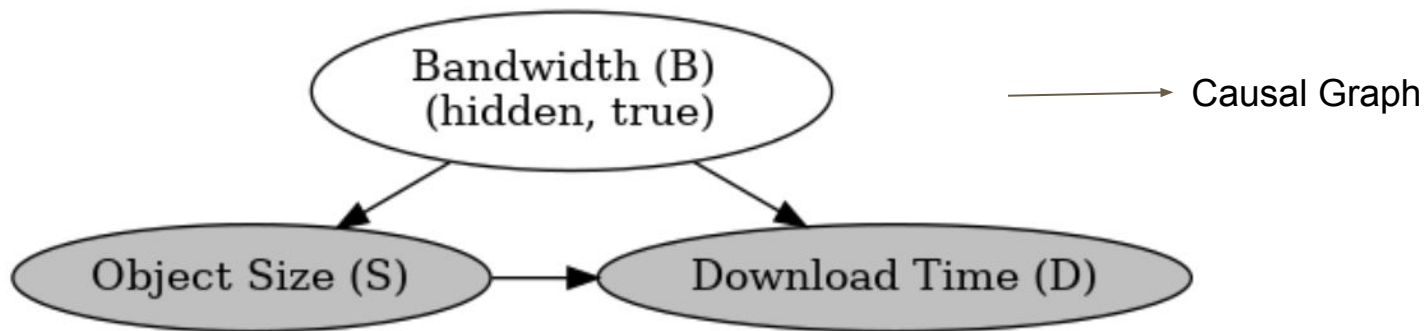 Bandwidth (B)
(hidden, true)
Causal Graph
Object Size (S)
Download Time (D)